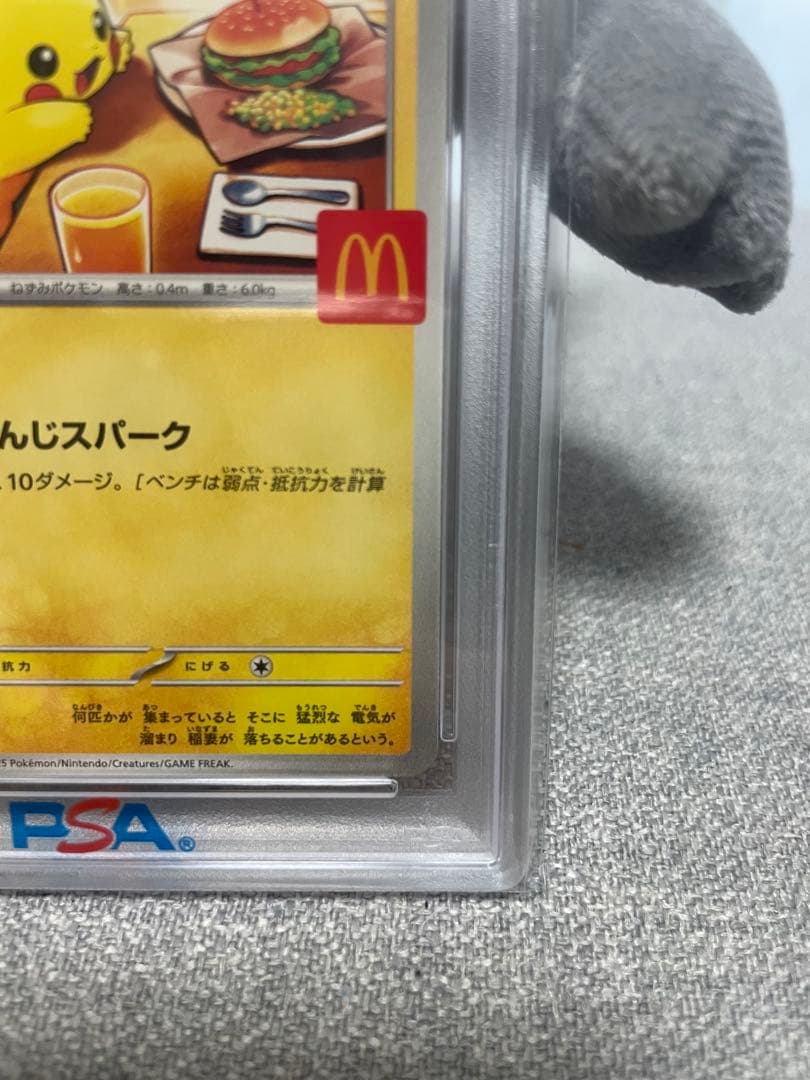 ねずみポケモン 高さ:0.4m 重さ:6.0kg
んじスパーク
、10ダメージ。[ベンチは弱点・抵抗力を計算
抗力 にげる
何匹かが 集まっていると そこに 猛烈な 電気が
溜まり 稲妻が 落ちることがあるという。
5 Pokémon/Nintendo/Creatures/GAME FREAK.
PSA®